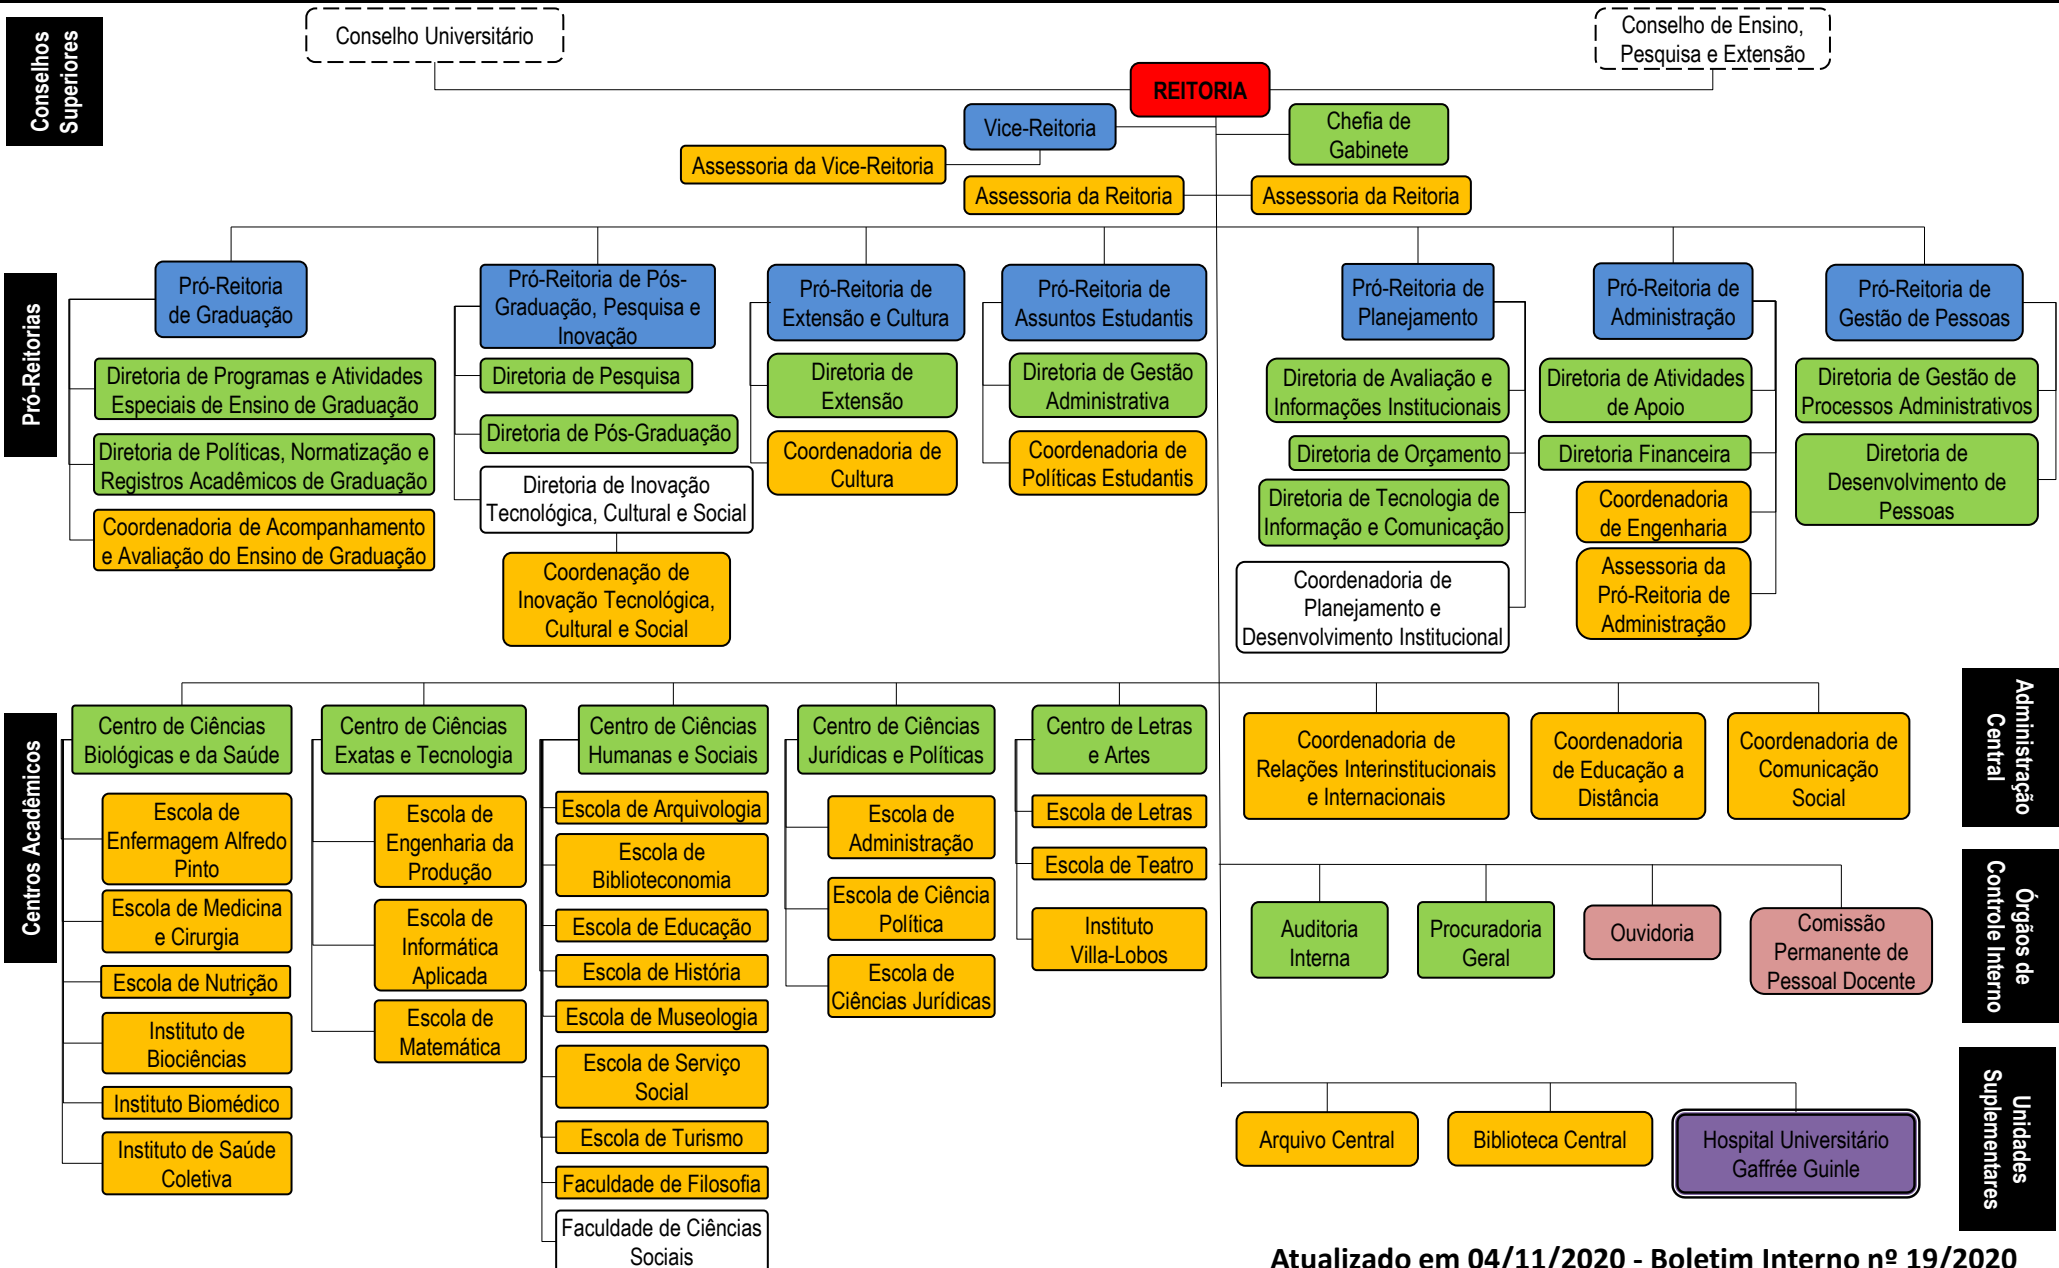 Conselhos
Superiores
Conselho Universitário
Conselho de Ensino,
Pesquisa e Extensão
REITORIA
Vice-Reitoria
Chefia de
Gabinete
Assessoria da Vice-Reitoria
Assessoria da Reitoria
Assessoria da Reitoria
Pró-Reitorias
Pró-Reitoria
de Graduação
Diretoria de Programas e Atividades
Especiais de Ensino de Graduação
Diretoria de Políticas, Normatização e
Registros Acadêmicos de Graduação
Coordenadoria de Acompanhamento
e Avaliação do Ensino de Graduação
Pró-Reitoria de Pós-
Graduação, Pesquisa e
Inovação
Diretoria de Pesquisa
Diretoria de Pós-Graduação
Diretoria de Inovação
Tecnológica, Cultural e Social
Coordenação de
Inovação Tecnológica,
Cultural e Social
Pró-Reitoria de
Extensão e Cultura
Diretoria de
Extensão
Coordenadoria de
Cultura
Pró-Reitoria de
Assuntos Estudantis
Diretoria de Gestão
Administrativa
Coordenadoria de
Políticas Estudantis
Pró-Reitoria de
Planejamento
Diretoria de Avaliação e
Informações Institucionais
Diretoria de Orçamento
Diretoria de Tecnologia de
Informação e Comunicação
Coordenadoria de
Planejamento e
Desenvolvimento Institucional
Pró-Reitoria de
Administração
Diretoria de Atividades
de Apoio
Diretoria Financeira
Coordenadoria
de Engenharia
Assessoria da
Pró-Reitoria de
Administração
Pró-Reitoria de
Gestão de Pessoas
Diretoria de Gestão de
Processos Administrativos
Diretoria de
Desenvolvimento de
Pessoas
Centros Acadêmicos
Centro de Ciências
Biológicas e da Saúde
Escola de
Enfermagem Alfredo
Pinto
Escola de Medicina
e Cirurgia
Escola de Nutrição
Instituto de
Biociências
Instituto Biomédico
Instituto de Saúde
Coletiva
Centro de Ciências
Exatas e Tecnologia
Escola de
Engenharia da
Produção
Escola de
Informática
Aplicada
Escola de
Matemática
Centro de Ciências
Humanas e Sociais
Escola de Arquivologia
Escola de
Biblioteconomia
Escola de Educação
Escola de História
Escola de Museologia
Escola de Serviço
Social
Escola de Turismo
Faculdade de Filosofia
Faculdade de Ciências
Sociais
Centro de Ciências
Jurídicas e Políticas
Escola de
Administração
Escola de Ciência
Política
Escola de
Ciências Jurídicas
Centro de Letras
e Artes
Escola de Letras
Escola de Teatro
Instituto
Villa-Lobos
Administração
Central
Coordenadoria de
Relações Interinstitucionais
e Internacionais
Coordenadoria
de Educação a
Distância
Coordenadoria de
Comunicação
Social
Órgãos de
Controle Interno
Auditoria
Interna
Procuradoria
Geral
Ouvidoria
Comissão
Permanente de
Pessoal Docente
Unidades
Suplementares
Arquivo Central
Biblioteca Central
Hospital Universitário
Gaffrée Guinle
Atualizado em 04/11/2020 - Boletim Interno nº 19/2020